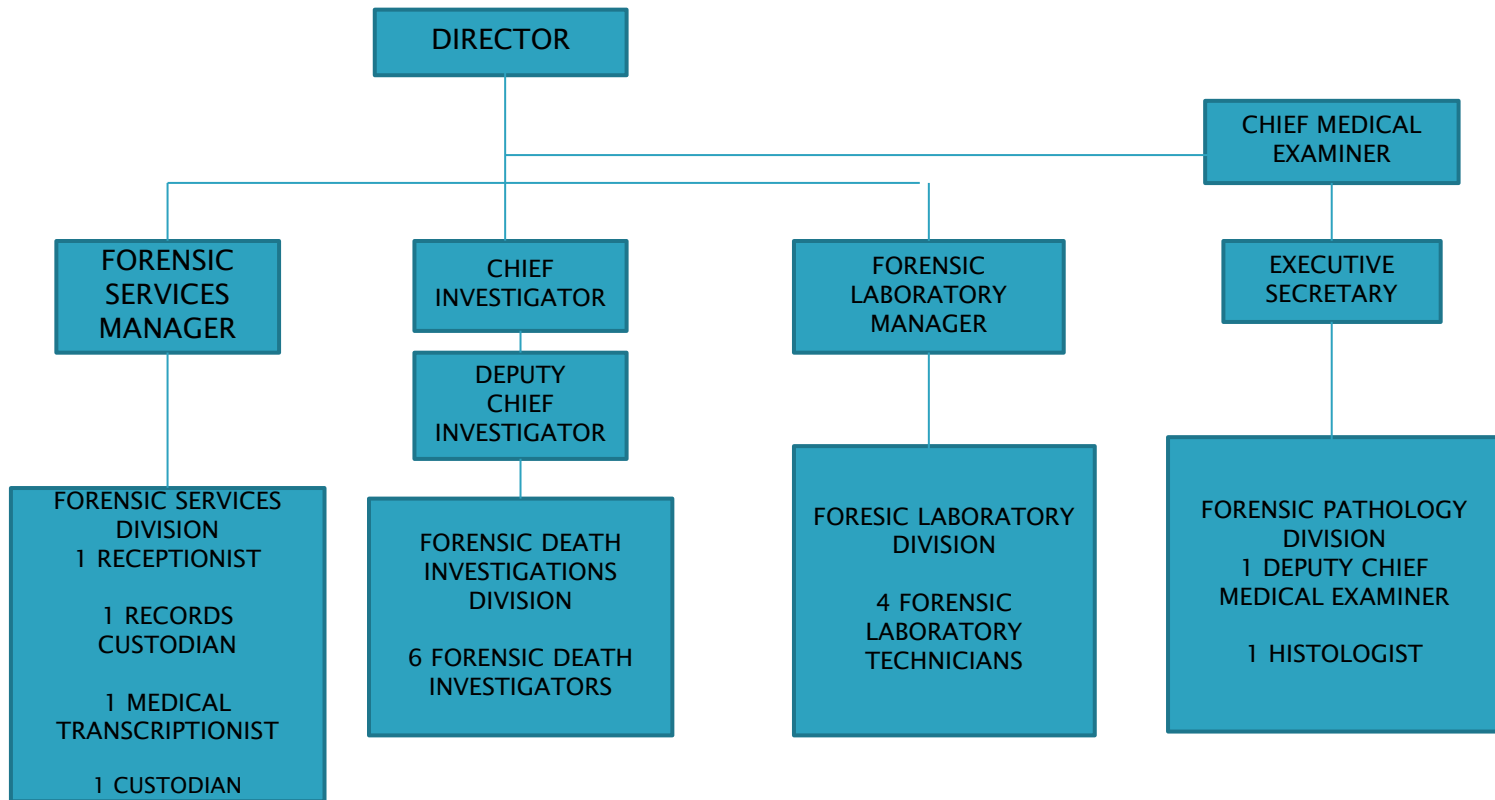 DIRECTOR
CHIEF MEDICAL
EXAMINER
FORENSIC
SERVICES
MANAGER
CHIEF
INVESTIGATOR
FORENSIC
LABORATORY
MANAGER
EXECUTIVE
SECRETARY
DEPUTY
CHIEF
INVESTIGATOR
FORENSIC SERVICES
DIVISION
1 RECEPTIONIST
1 RECORDS
CUSTODIAN
1 MEDICAL
TRANSCRIPTIONIST
1 CUSTODIAN
FORENSIC DEATH
INVESTIGATIONS
DIVISION
6 FORENSIC DEATH
INVESTIGATORS
FORESIC LABORATORY
DIVISION
4 FORENSIC
LABORATORY
TECHNICIANS
FORENSIC PATHOLOGY
DIVISION
1 DEPUTY CHIEF
MEDICAL EXAMINER
1 HISTOLOGIST